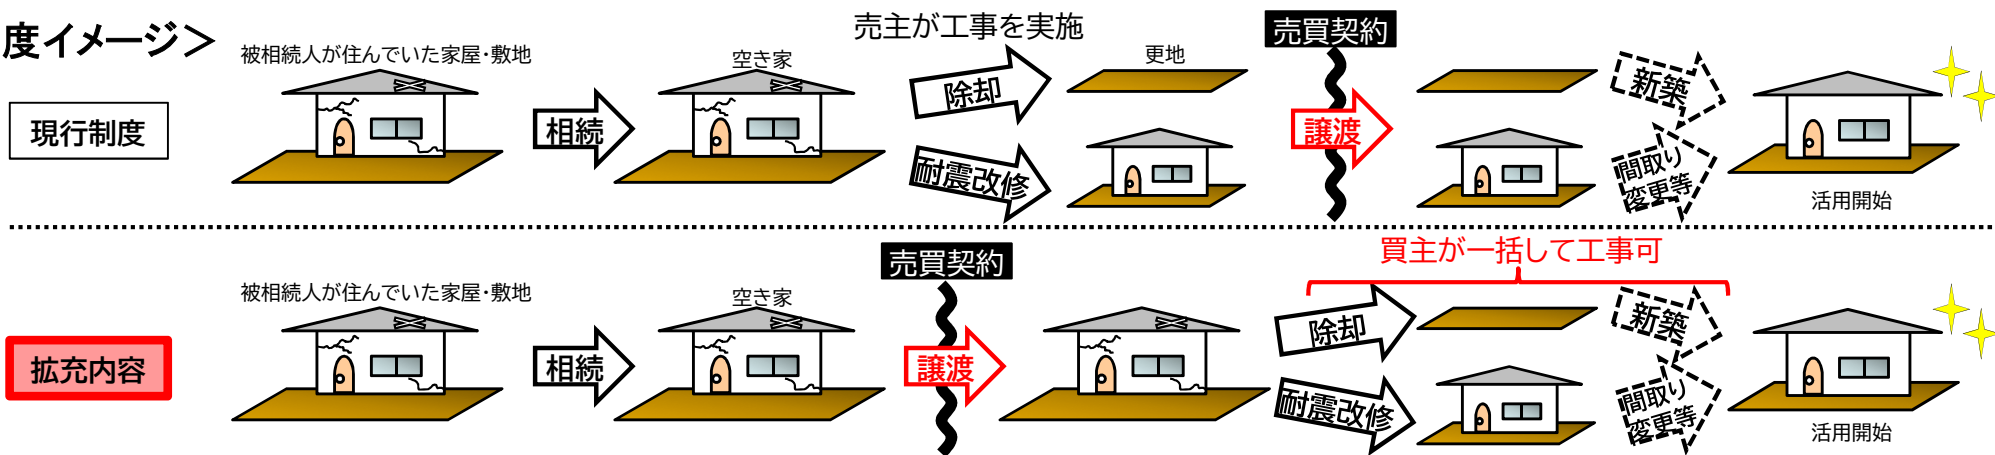 度イメージ＞
売主が工事を実施
売買契約
被相続人が住んでいた家屋・敷地
空き家
更地
現行制度
相続
除却
耐震改修
譲渡
新築
間取り
変更等
活用開始
売買契約
買主が一括して工事可
被相続人が住んでいた家屋・敷地
空き家
拡充内容
相続
譲渡
除却
耐震改修
新築
間取り
変更等
活用開始